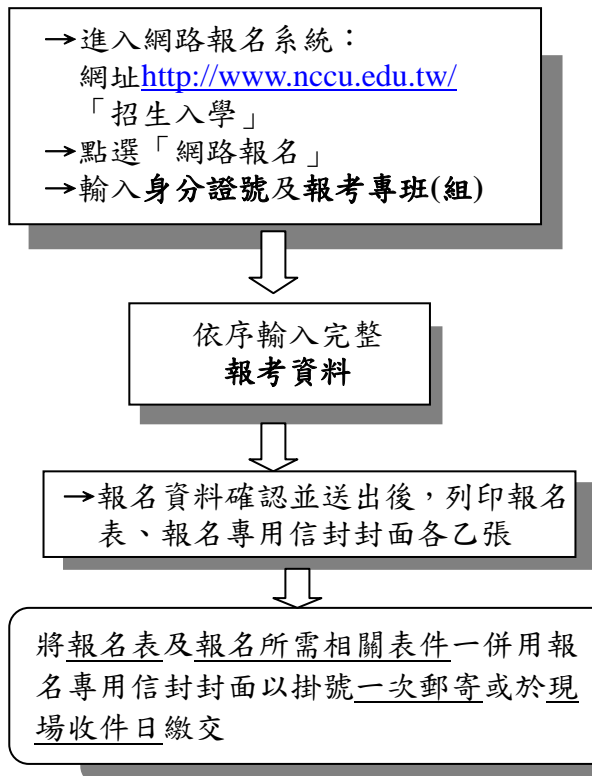 →進入網路報名系統：
網址http://www.nccu.edu.tw/
「招生入學」
→點選「網路報名」
→輸入身分證號及報考專班(組)
依序輸入完整
報考資料
→報名資料確認並送出後，列印報名
表、報名專用信封封面各乙張
將報名表及報名所需相關表件一併用報
名專用信封封面以掛號一次郵寄或於現
場收件日繳交